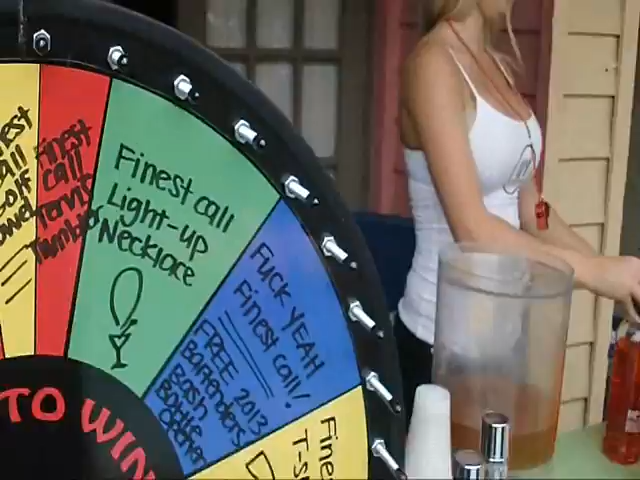 Finest
call
Tervis
Tumbler
Finest call
Light-up
Necklace
FUCK YEAH
Finest call!
FREE 2013
Bartenders
Bash
Bottle
opener
TO WIN